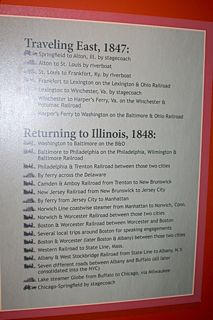 Traveling East, 1847:
Springfield to Alton, Ill. by stagecoach
Alton to St. Louis by riverboat
St. Louis to Frankfort, Ky. by riverboat
Frankfort to Lexington on the Lexington & Ohio Railroad
Lexington to Winchester, Va. by stagecoach
Winchester to Harper's Ferry, Va. on the Winchester &
Potomac Railroad
Harper's Ferry to Washington on the Baltimore & Ohio Railroad
Returning to Illinois, 1848:
Washington to Baltimore on the B&O
Baltimore to Philadelphia on the Philadelphia, Wilmington &
Baltimore Railroad
Philadelphia & Trenton Railroad between those two cities
By ferry across the Delaware
Camden & Amboy Railroad from Trenton to New Brunswick
New Jersey Railroad from New Brunswick to Jersey City
By ferry from Jersey City to Manhattan
Norwich Line coastwise steamer from Manhattan to Norwich, Conn.
Norwich & Worcester Railroad between those two cities
Boston & Worcester Railroad between Worcester and Boston
Several local trips around Boston for speaking engagements
Boston & Worcester (later Boston & Albany) between those two cities
Western Railroad to State Line, Mass.
Albany & West Stockbridge Railroad from State Line to Albany, N.Y.
Seven different roads between Albany and Buffalo (all later
consolidated into the NYC)
Lake steamer Globe from Buffalo to Chicago, via Milwaukee
Chicago-Springfield by stagecoach